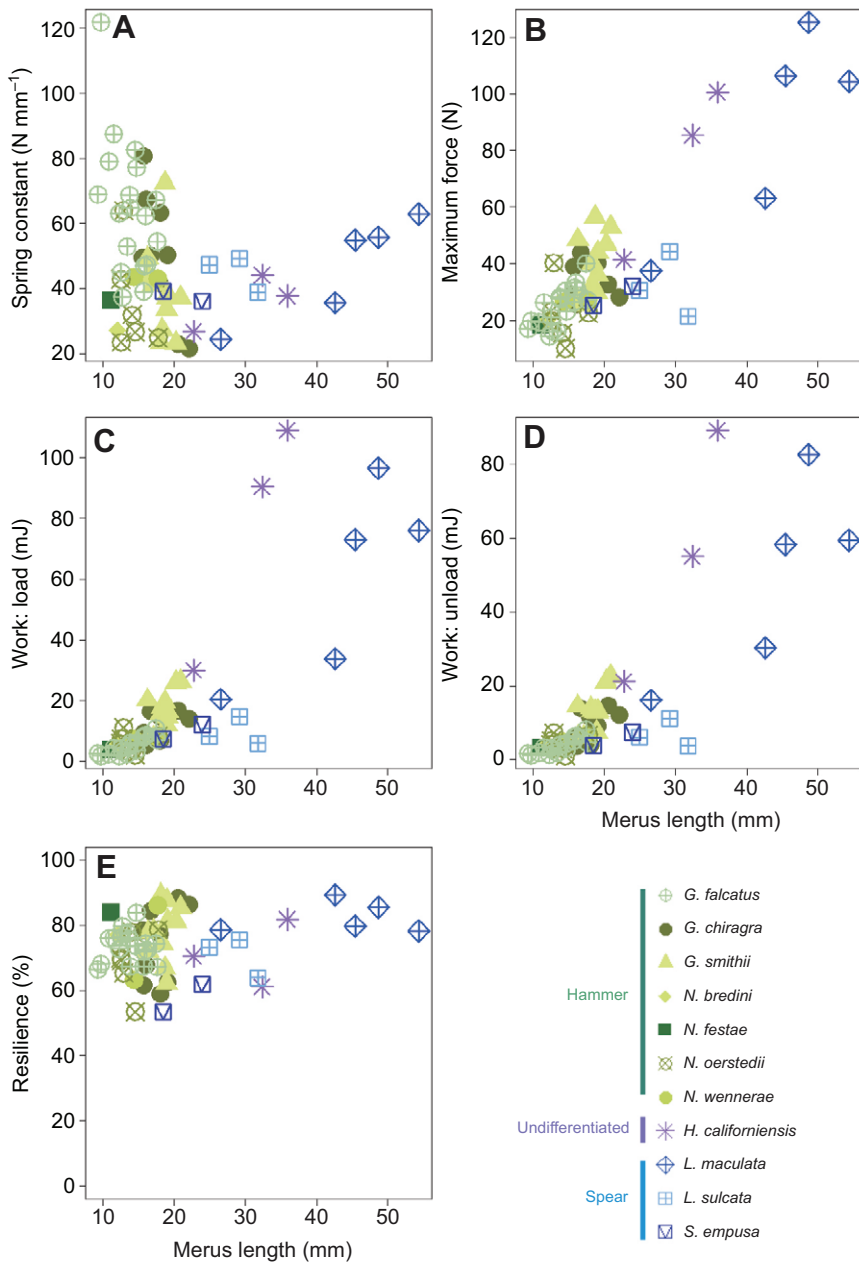 A
Spring constant (N mm⁻¹)
120
100
80
60
40
20
10 20 30 40 50
B
Maximum force (N)
120
100
80
60
40
20
10 20 30 40 50
C
Work: load (mJ)
100
80
60
40
20
0
10 20 30 40 50
D
Work: unload (mJ)
80
60
40
20
0
10 20 30 40 50
Merus length (mm)
E
Resilience (%)
100
80
60
40
20
0
10 20 30 40 50
Merus length (mm)
Hammer
G. falcatus
G. chiragra
G. smithii
N. bredini
N. festae
N. oerstedii
N. wennerae
Undifferentiated
H. californiensis
Spear
L. maculata
L. sulcata
S. empusa